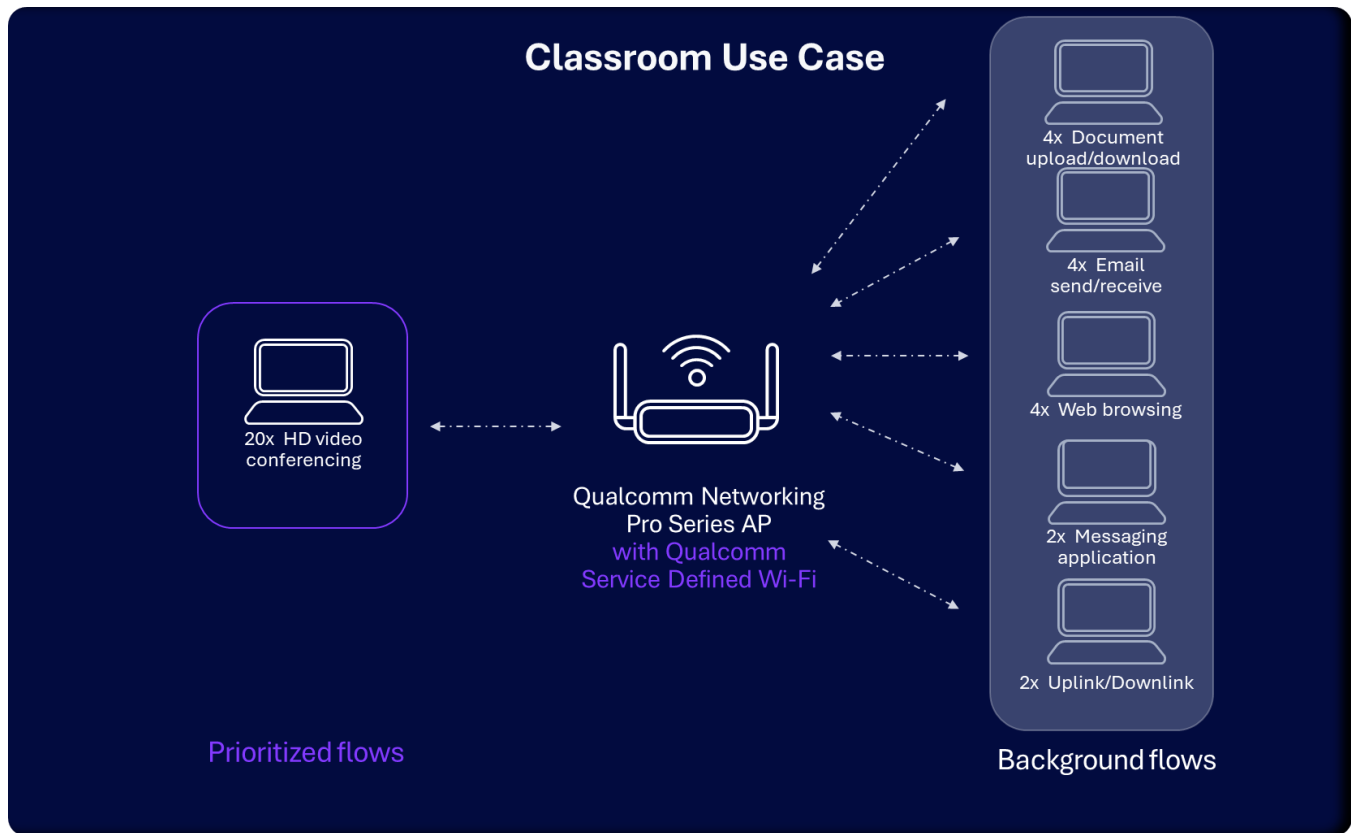 Classroom Use Case
4x Document
upload/download
4x Email
send/receive
4x Web browsing
2x Messaging
application
2x Uplink/Downlink
20x HD video
conferencing
Qualcomm Networking
Pro Series AP
with Qualcomm
Service Defined Wi-Fi
Prioritized flows
Background flows